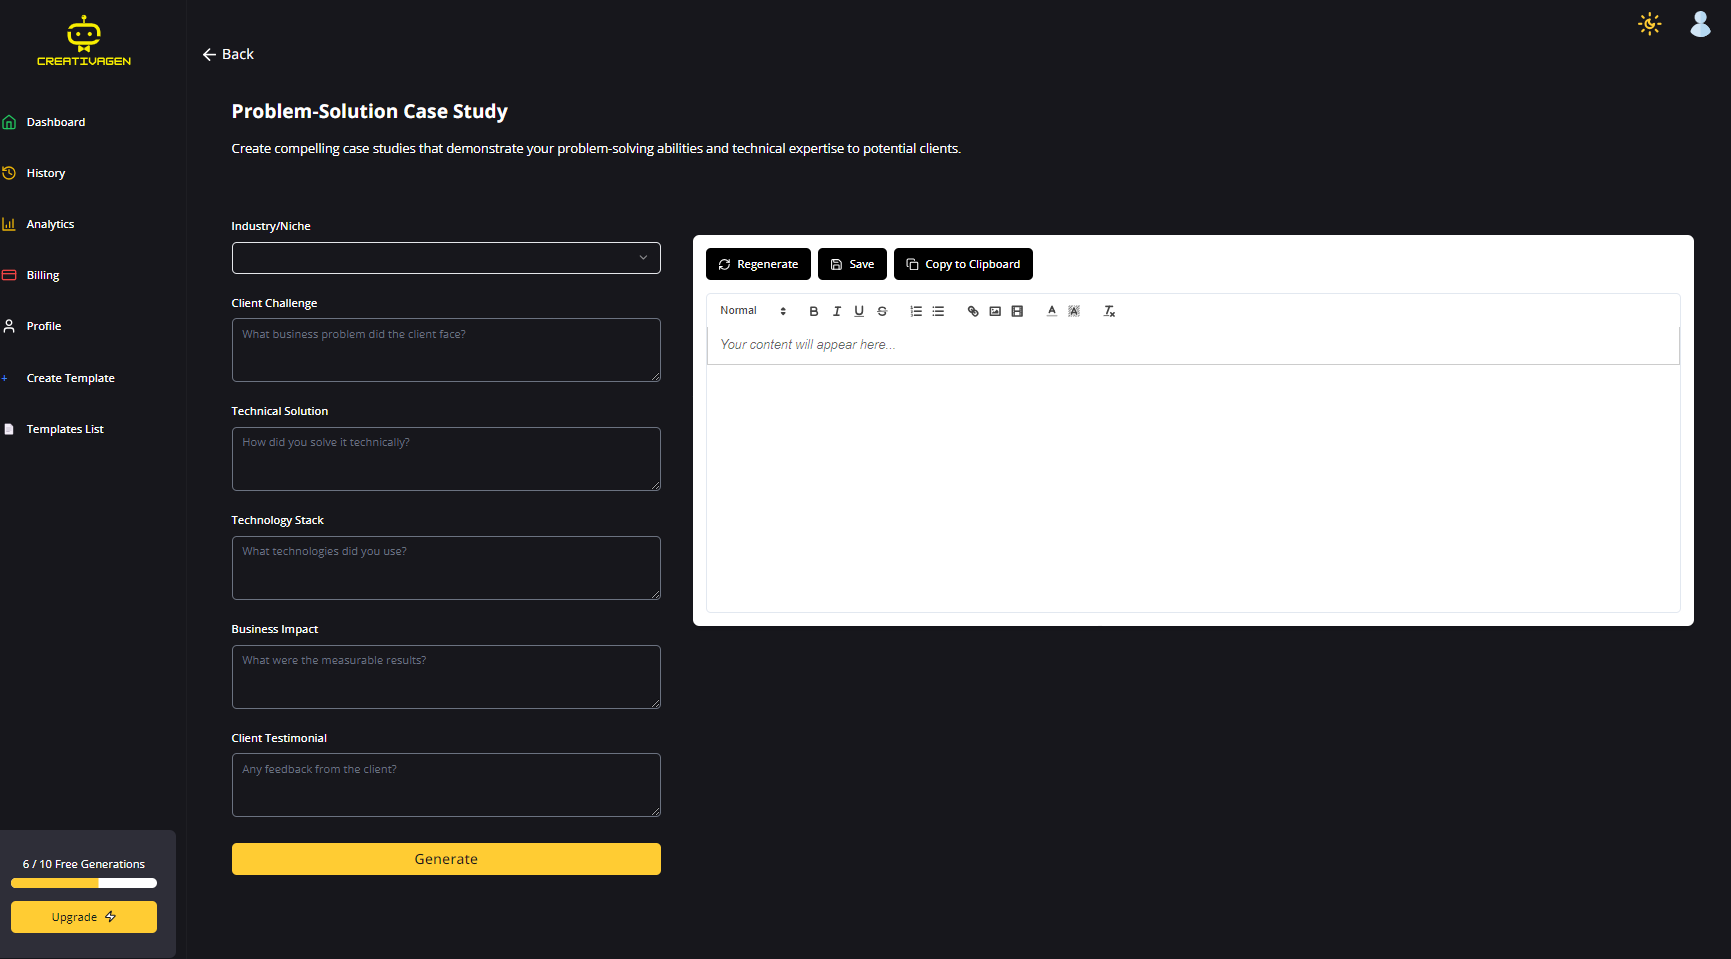 CREATIVAGEN
Dashboard
History
Analytics
Billing
Profile
+ Create Template
Templates List
6 / 10 Free Generations
Upgrade
Back
Problem-Solution Case Study
Create compelling case studies that demonstrate your problem-solving abilities and technical expertise to potential clients.
Industry/Niche
Client Challenge
What business problem did the client face?
Technical Solution
How did you solve it technically?
Technology Stack
What technologies did you use?
Business Impact
What were the measurable results?
Client Testimonial
Any feedback from the client?
Generate
Regenerate Save Copy to Clipboard
Normal B I U S A A Tx
Your content will appear here...